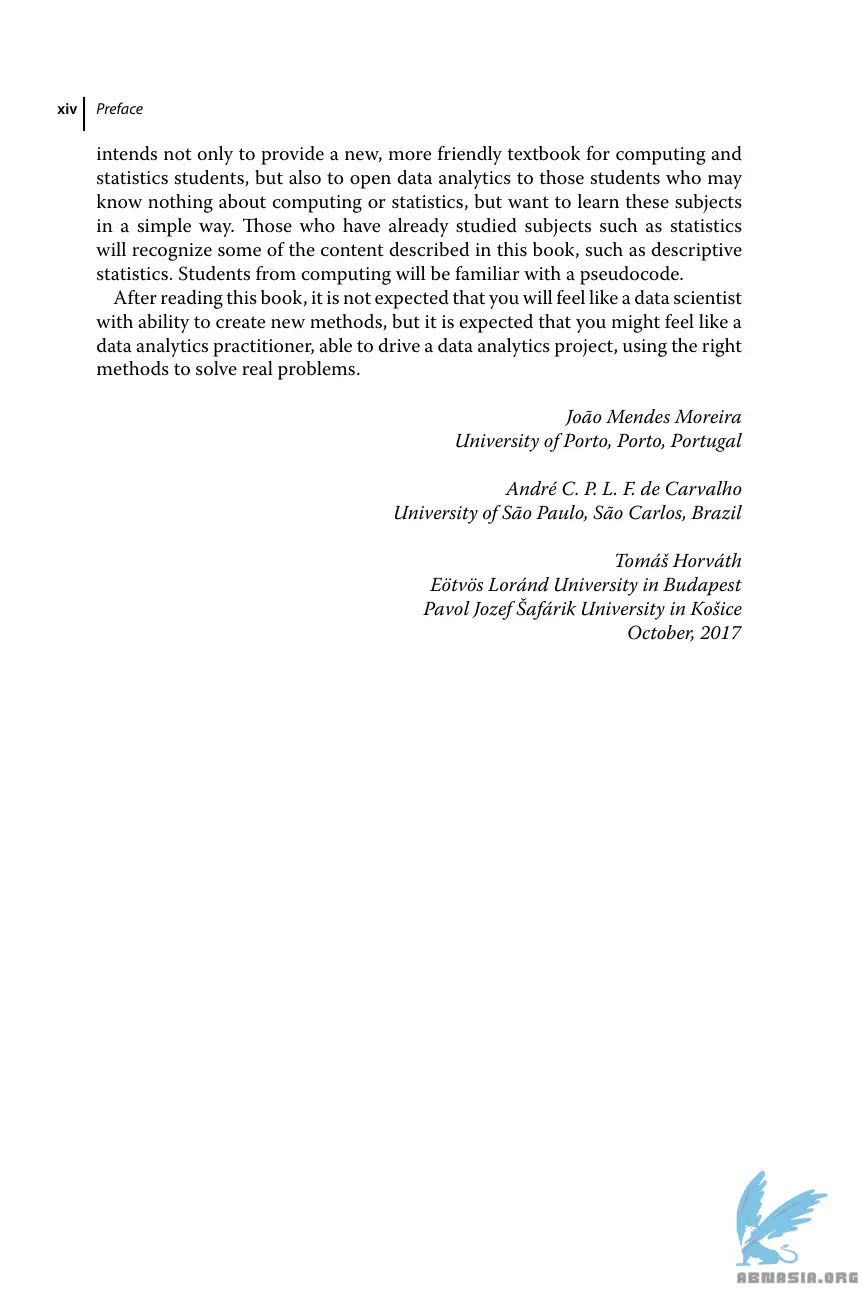 xiv Preface
intends not only to provide a new, more friendly textbook for computing and
statistics students, but also to open data analytics to those students who may
know nothing about computing or statistics, but want to learn these subjects
in a simple way. Those who have already studied subjects such as statistics
will recognize some of the content described in this book, such as descriptive
statistics. Students from computing will be familiar with a pseudocode.
After reading this book, it is not expected that you will feel like a data scientist
with ability to create new methods, but it is expected that you might feel like a
data analytics practitioner, able to drive a data analytics project, using the right
methods to solve real problems.
João Mendes Moreira
University of Porto, Porto, Portugal
André C. P. L. F. de Carvalho
University of São Paulo, São Carlos, Brazil
Tomáš Horváth
Eötvös Loránd University in Budapest
Pavol Jozef Šafárik University in Košice
October, 2017
ABNASIA.ORG